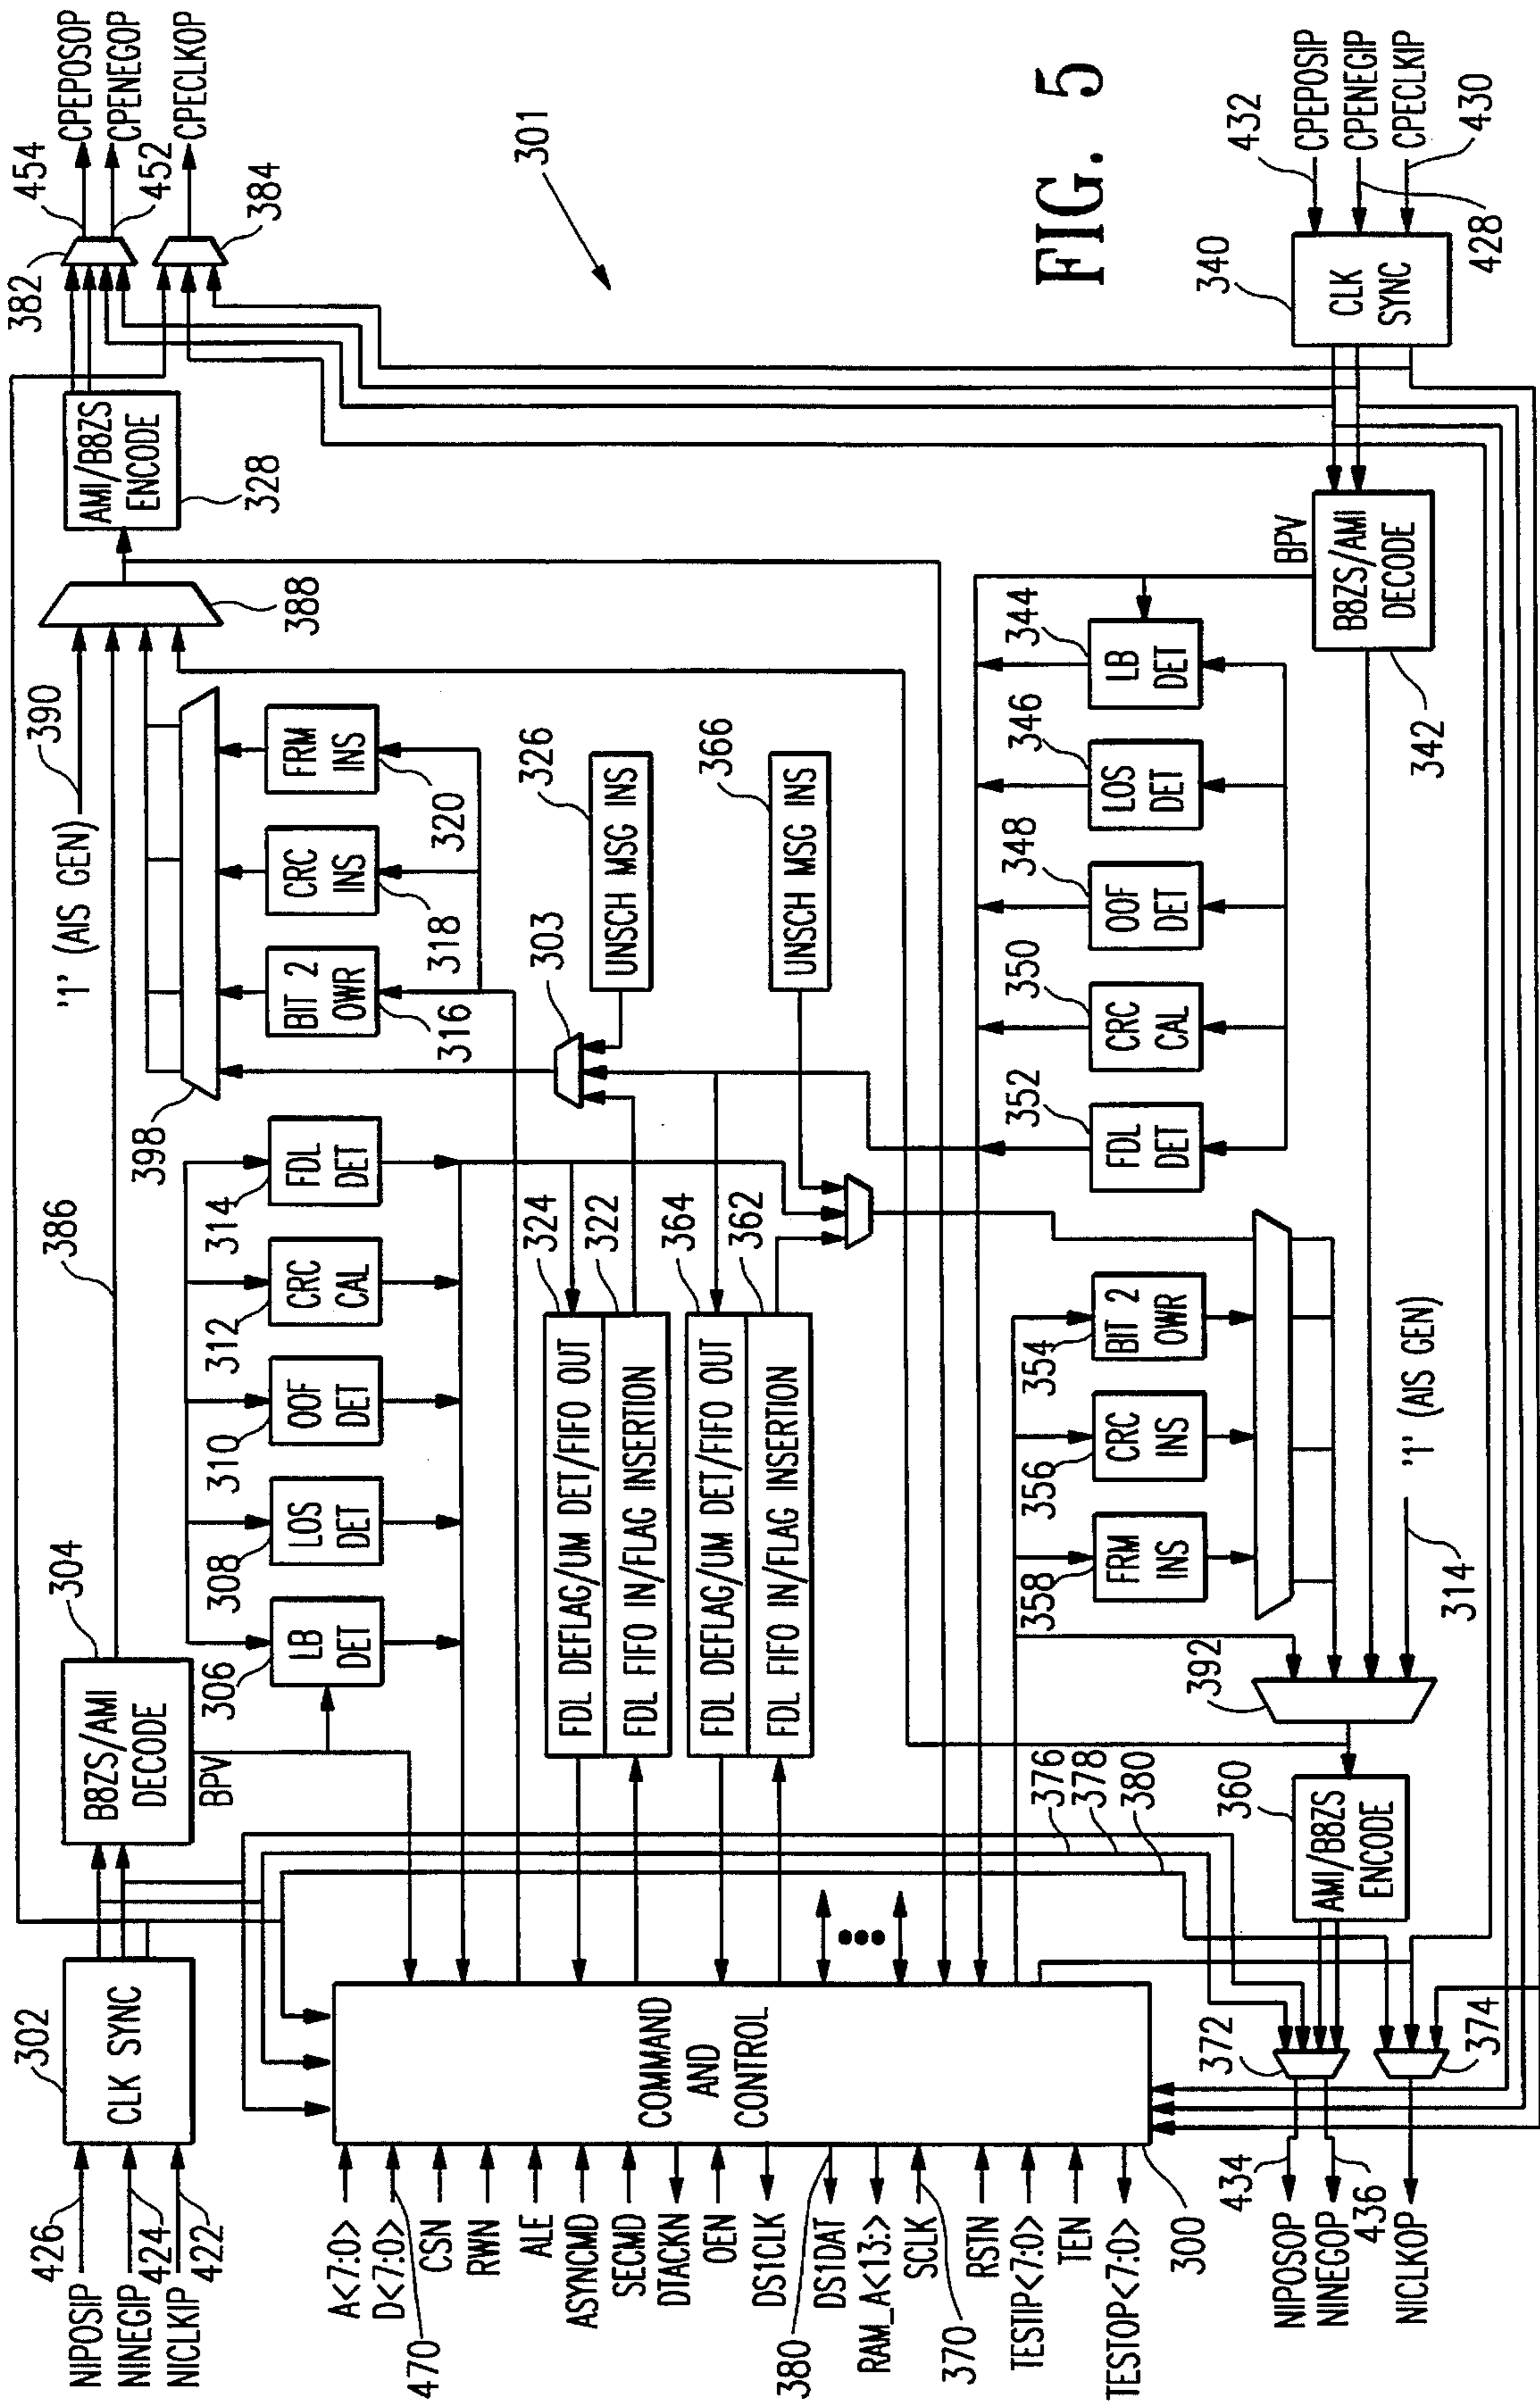 FIG. 5
301
NIPOSIP
NINEGIP
NICLKIP
426
424
422
302
CLK SYNC
304
B8ZS/AMI
DECODE
BPV
386
306
LB
DET
308
LOS
DET
310
OOF
DET
312
CRC
CAL
314
FDL
DET
398
316
BIT 2
OWR
318
CRC
INS
320
FRM
INS
'1' (AIS GEN)
390
388
328
AMI/B8ZS
ENCODE
382
454
452
384
CPEPOSOP
CPENEGOP
CPECLKOP
324
FDL DEFLAG/UM DET/FIFO OUT
322
FDL FIFO IN/FLAG INSERTION
364
FDL DEFLAG/UM DET/FIFO OUT
362
FDL FIFO IN/FLAG INSERTION
303
326
UNSCH MSG INS
366
UNSCH MSG INS
A<7:0>
D<7:0>
470
CSN
RWN
ALE
ASYNCMD
SECMD
DTACKN
OEN
DS1CLK
DS1DAT
380
RAM_A<13:>
SCLK
370
RSTN
TESTIP<7:0>
TEN
TESTOP<7:0>
300
COMMAND
AND
CONTROL
376
378
380
352
FDL
DET
350
CRC
CAL
348
OOF
DET
346
LOS
DET
344
LB
DET
BPV
B8ZS/AMI
DECODE
342
340
CLK
SYNC
432
428
430
CPEPOSIP
CPENEGIP
CPECLKIP
358
FRM
INS
356
CRC
INS
354
BIT 2
OWR
'1' (AIS GEN)
314
392
360
AMI/B8ZS
ENCODE
372
374
434
436
NIPOSOP
NINEGOP
NICLKOP